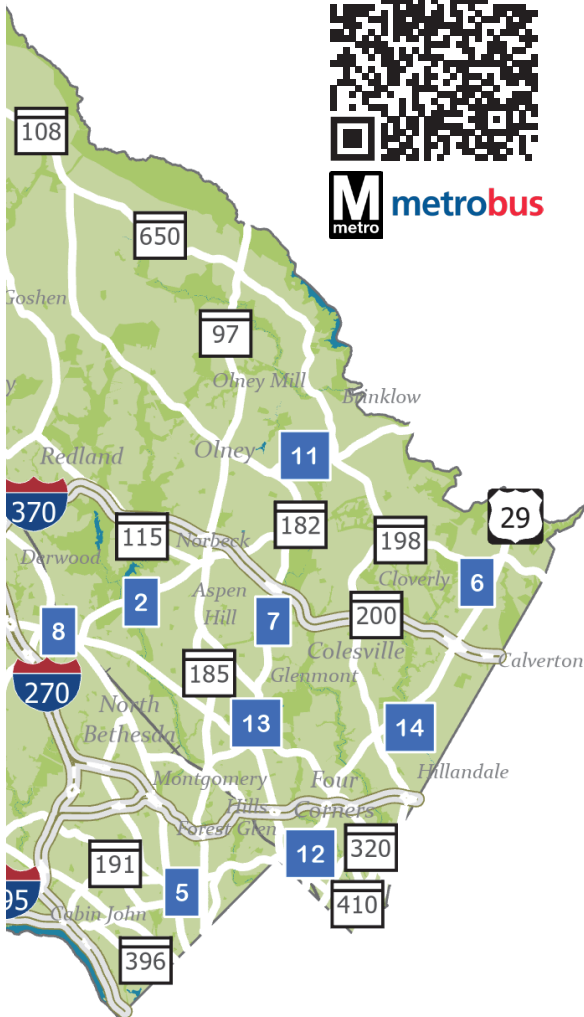 M
metro
metrobus
108
650
Goshen
97
y
Olney Mill
Brinklow
Olney
11
Redland
370
29
182
115
198
Norbeck
Derwood
Cloverly
6
2
Aspen
Hill
7
200
8
Colesville
Calverton
185
Glenmont
270
North
Bethesda
13
14
Montgomery
Hills
Four
Corners
Hillandale
Forest Glen
320
12
191
95
5
410
Cabin John
396